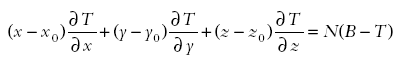 (x − x₀) ∂T/∂x + (y − y₀) ∂T/∂y + (z − z₀) ∂T/∂z = N(B − T)